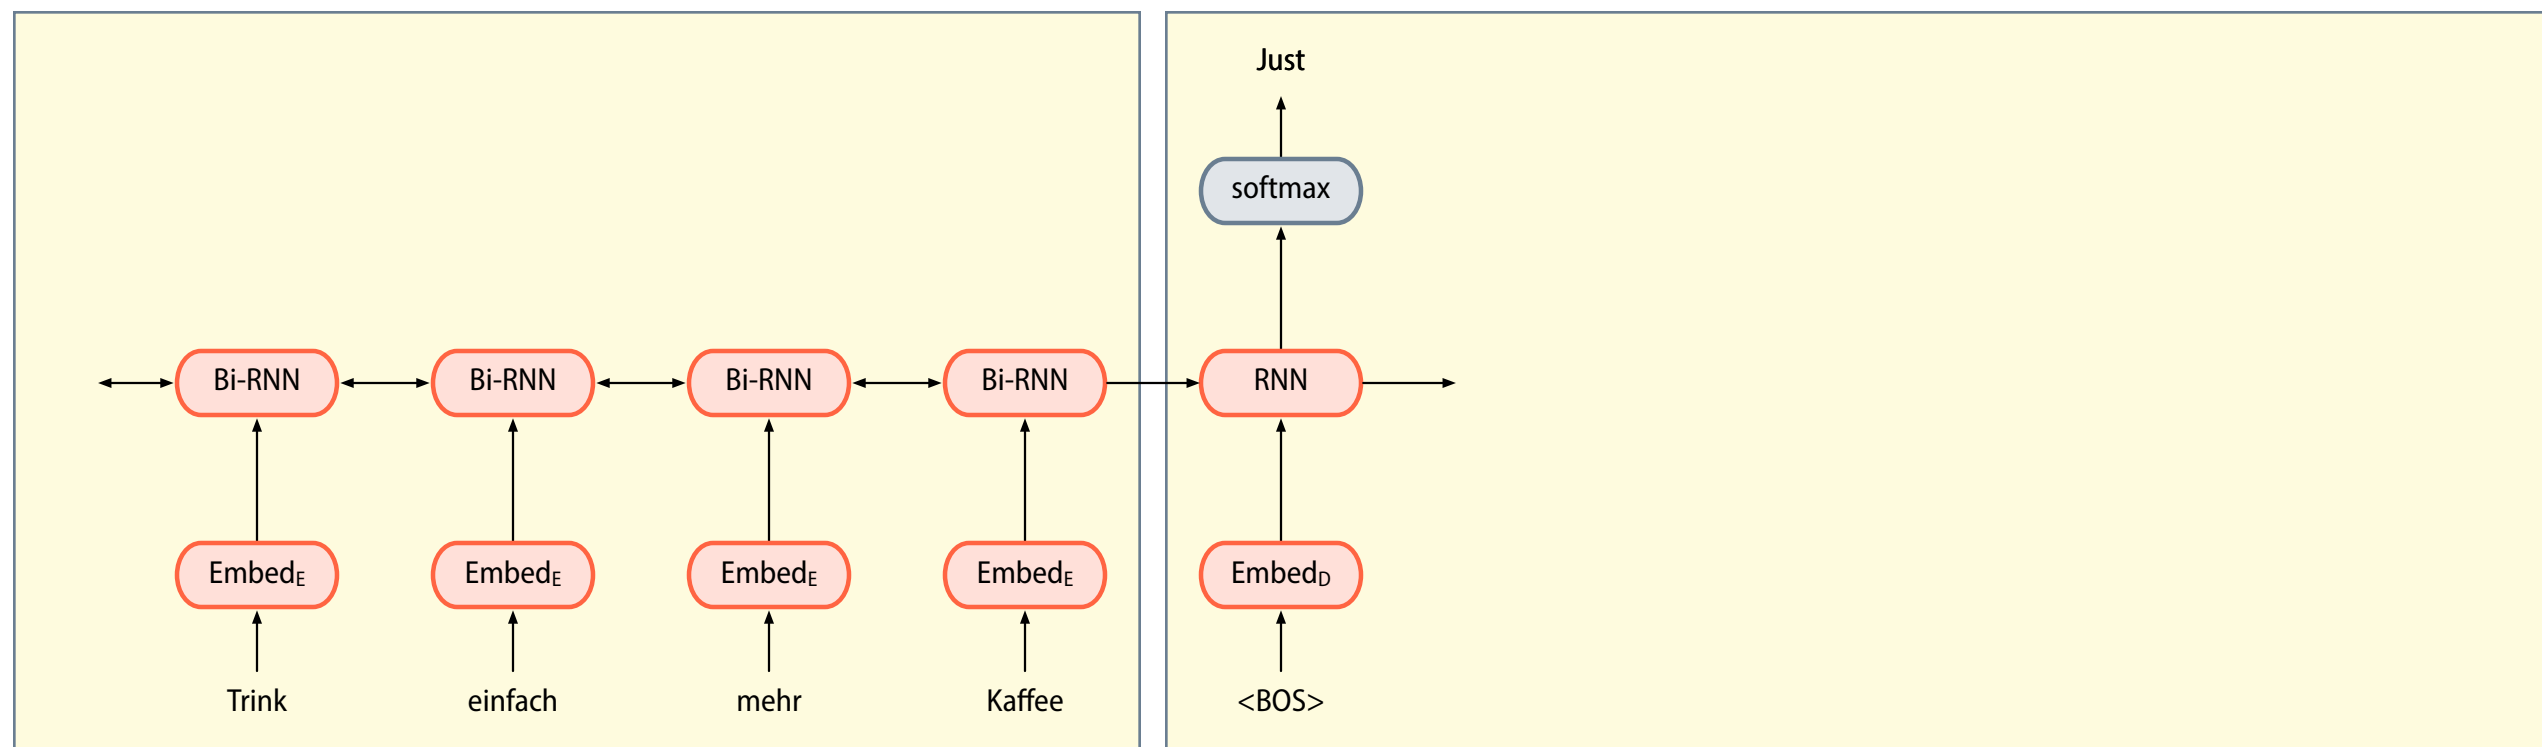 Just
softmax
Bi-RNN Bi-RNN Bi-RNN Bi-RNN RNN
EmbedE EmbedE EmbedE EmbedE EmbedD
Trink einfach mehr Kaffee <BOS>